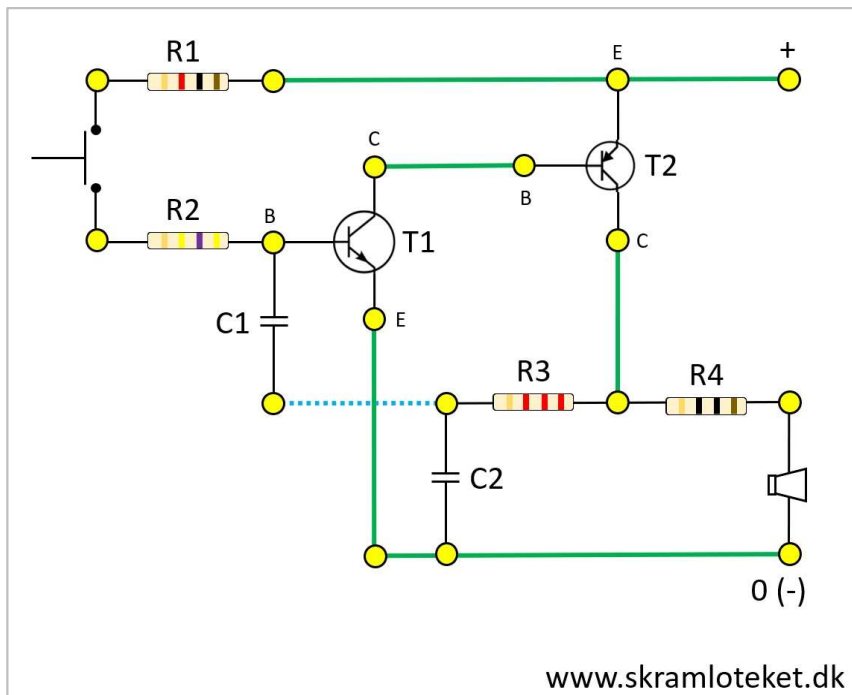 R1
E
+
C
B
T2
R2
B
T1
C
C1
E
R3
R4
C2
0 (-)
www.skramloteket.dk